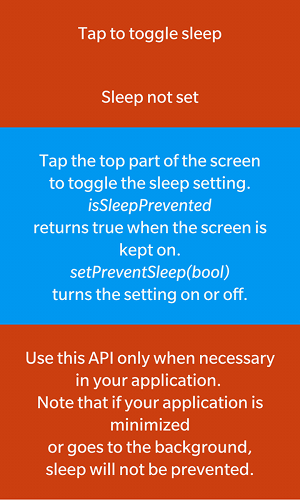 Tap to toggle sleep
Sleep not set
Tap the top part of the screen
to toggle the sleep setting.
isSleepPrevented
returns true when the screen is
kept on.
setPreventSleep(bool)
turns the setting on or off.
Use this API only when necessary
in your application.
Note that if your application is
minimized
or goes to the background,
sleep will not be prevented.